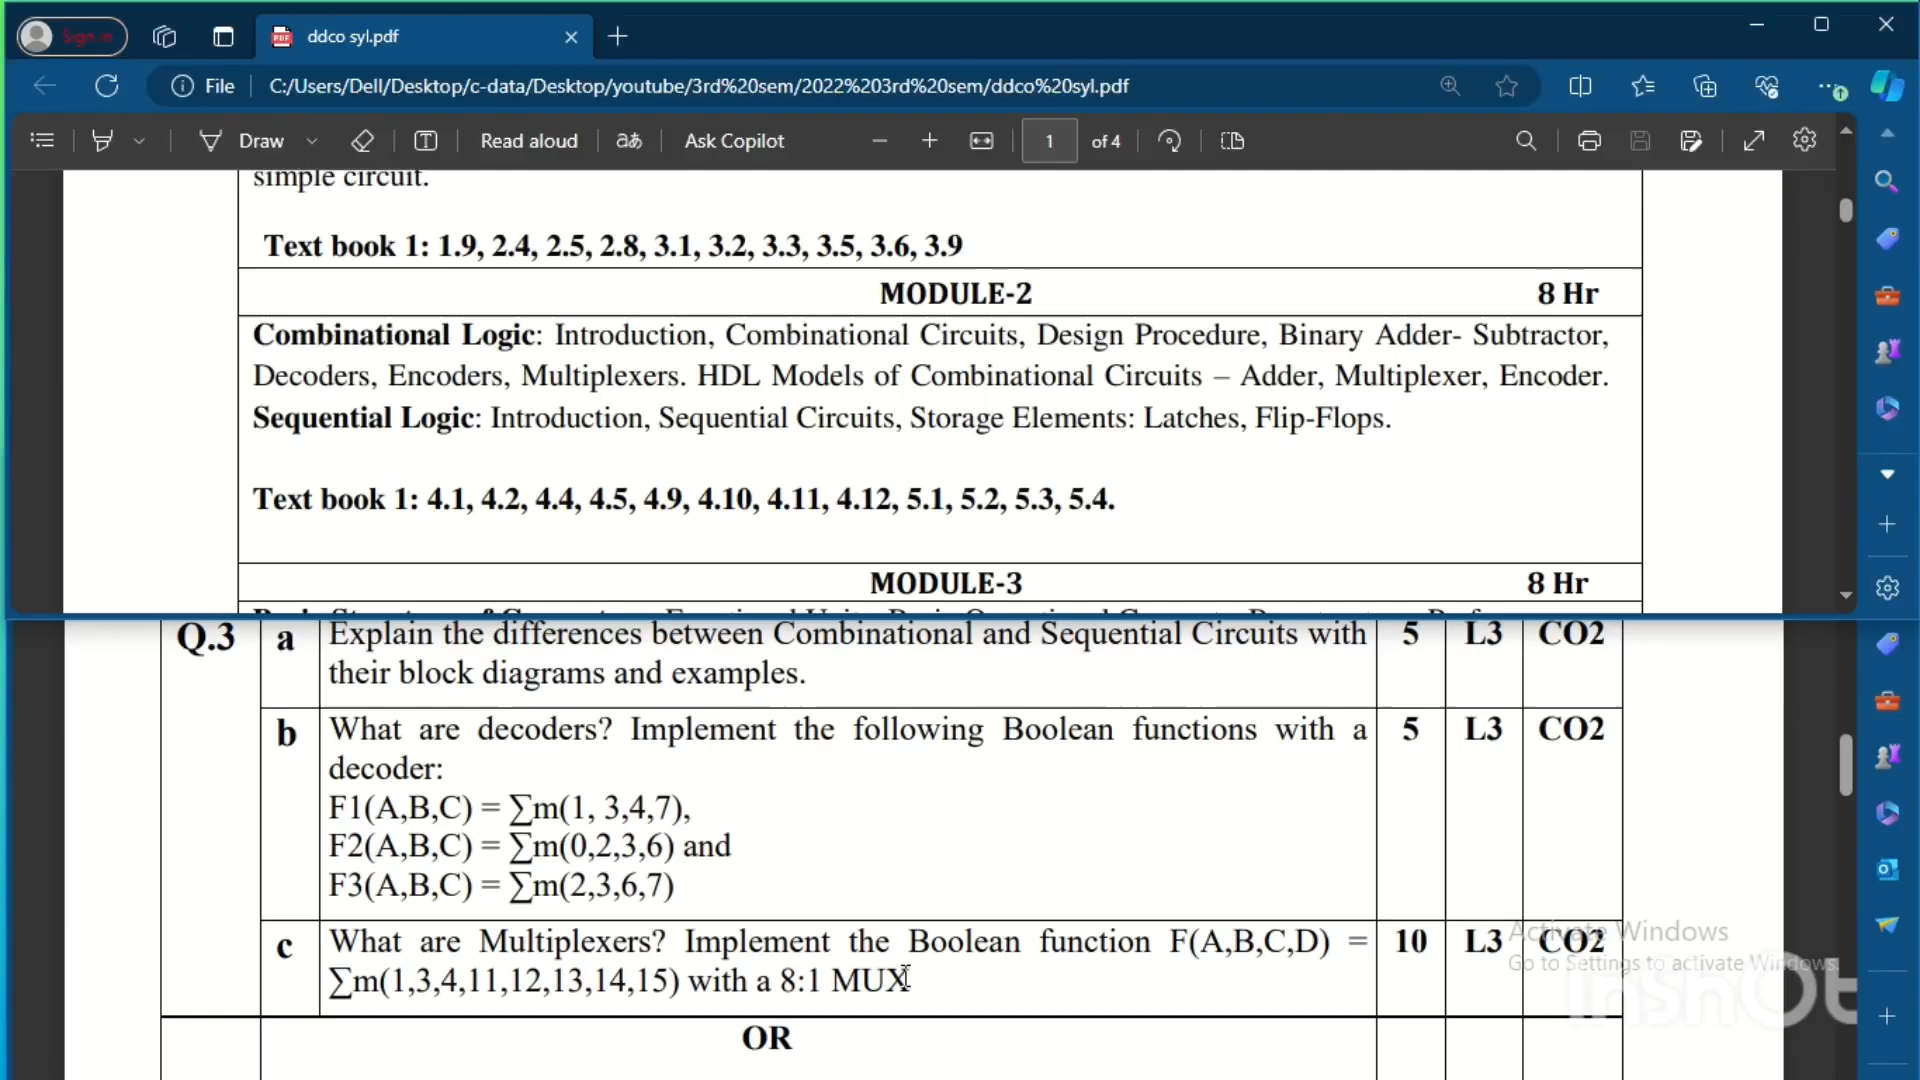 Sign in
ddco syl.pdf
File
C:/Users/Dell/Desktop/c-data/Desktop/youtube/3rd%20sem/2022%203rd%20sem/ddco%20syl.pdf
Draw
Read aloud
aあ
Ask Copilot
1
of 4
simple circuit.
Text book 1: 1.9, 2.4, 2.5, 2.8, 3.1, 3.2, 3.3, 3.5, 3.6, 3.9
MODULE-2 8 Hr
Combinational Logic: Introduction, Combinational Circuits, Design Procedure, Binary Adder- Subtractor,
Decoders, Encoders, Multiplexers. HDL Models of Combinational Circuits – Adder, Multiplexer, Encoder.
Sequential Logic: Introduction, Sequential Circuits, Storage Elements: Latches, Flip-Flops.
Text book 1: 4.1, 4.2, 4.4, 4.5, 4.9, 4.10, 4.11, 4.12, 5.1, 5.2, 5.3, 5.4.
MODULE-3 8 Hr
Q.3 a Explain the differences between Combinational and Sequential Circuits with 5 L3 CO2
their block diagrams and examples.
b What are decoders? Implement the following Boolean functions with a 5 L3 CO2
decoder:
F1(A,B,C) = ∑m(1, 3,4,7),
F2(A,B,C) = ∑m(0,2,3,6) and
F3(A,B,C) = ∑m(2,3,6,7)
c What are Multiplexers? Implement the Boolean function F(A,B,C,D) = 10 L3 CO2
∑m(1,3,4,11,12,13,14,15) with a 8:1 MUX
OR
Activate Windows
Go to Settings to activate Windows.
InShOt